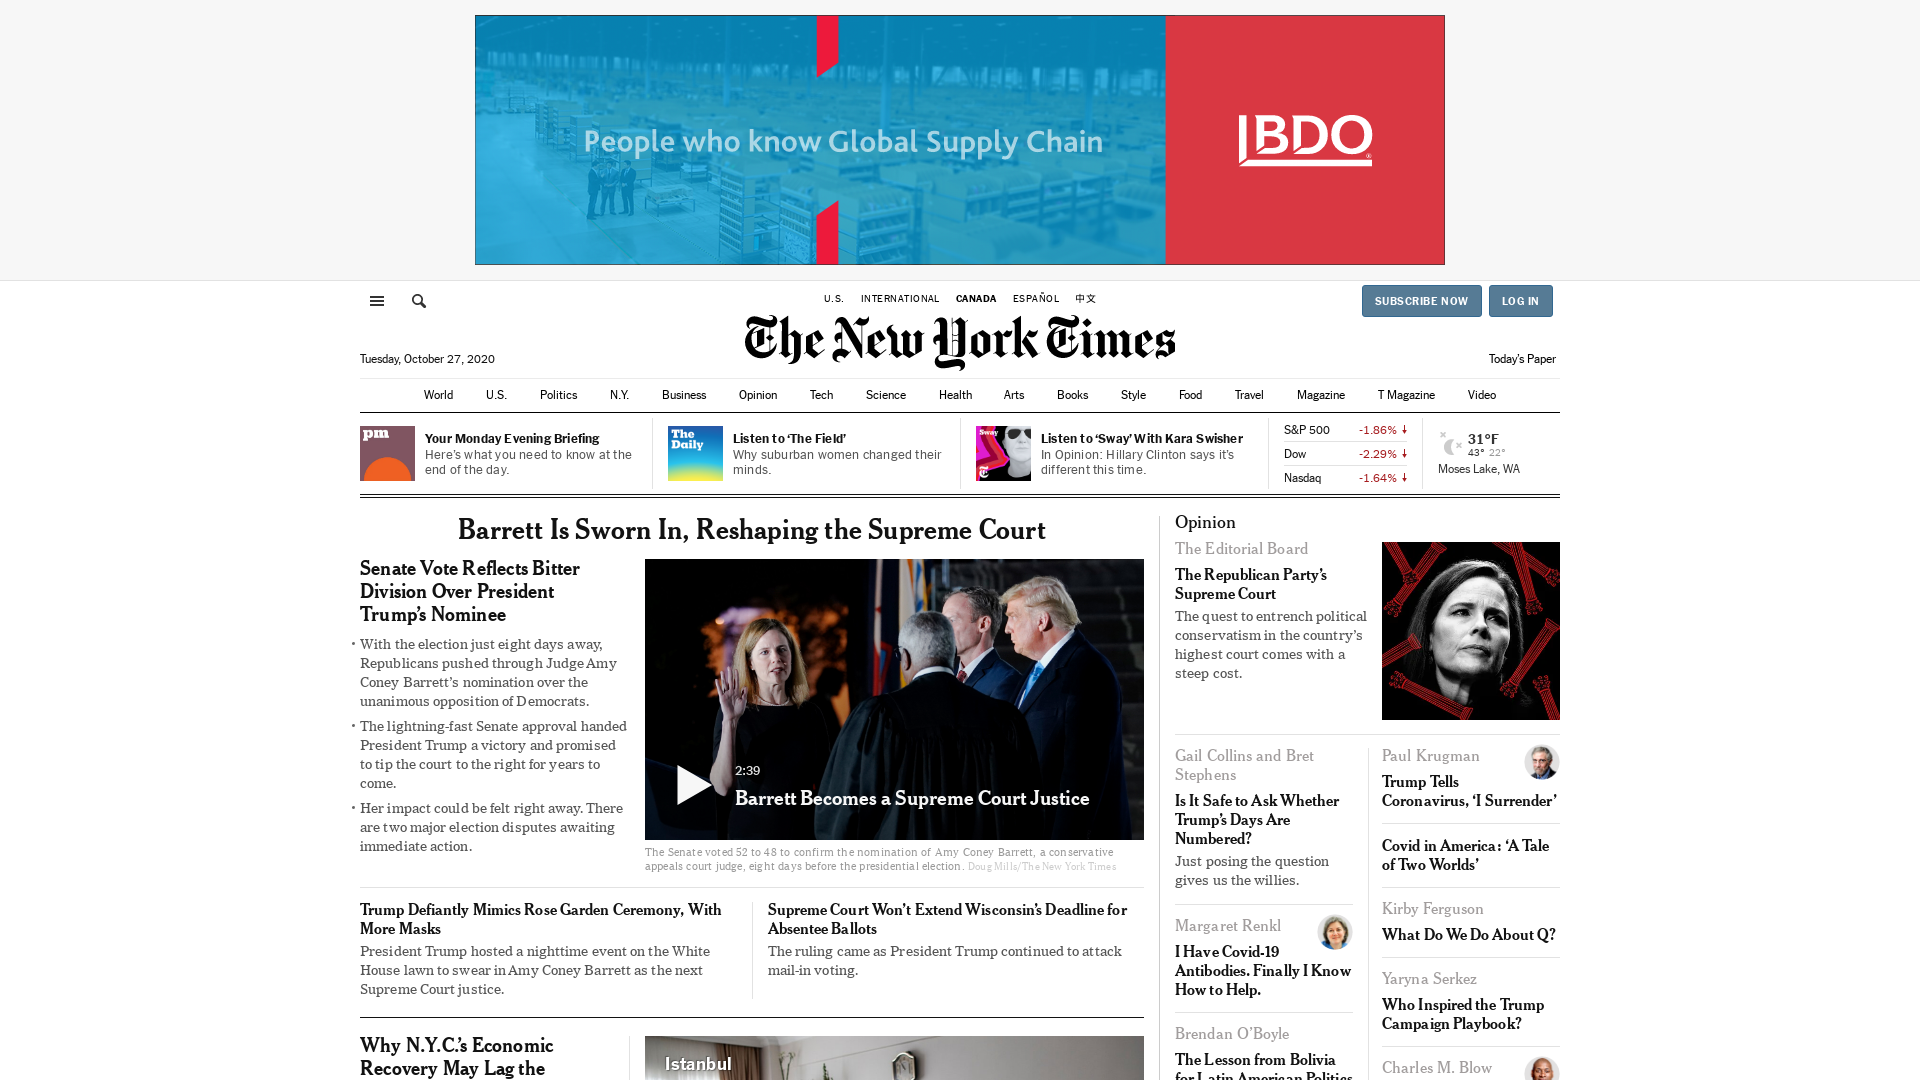 People who know Global Supply Chain
BDO
U.S. INTERNATIONAL CANADA ESPAÑOL 中文
SUBSCRIBE NOW
LOG IN
The New York Times
Tuesday, October 27, 2020
Today's Paper
World U.S. Politics N.Y. Business Opinion Tech Science Health Arts Books Style Food Travel Magazine T Magazine Video
pm
Your Monday Evening Briefing
Here's what you need to know at the
end of the day.
The
Daily
Listen to ‘The Field’
Why suburban women changed their
minds.
Sway
Listen to ‘Sway’ With Kara Swisher
In Opinion: Hillary Clinton says it's
different this time.
S&P 500 -1.86%
Dow -2.29%
Nasdaq -1.64%
31°F
43° 22°
Moses Lake, WA
Barrett Is Sworn In, Reshaping the Supreme Court
Senate Vote Reflects Bitter
Division Over President
Trump’s Nominee
• With the election just eight days away,
Republicans pushed through Judge Amy
Coney Barrett’s nomination over the
unanimous opposition of Democrats.
• The lightning-fast Senate approval handed
President Trump a victory and promised
to tip the court to the right for years to
come.
• Her impact could be felt right away. There
are two major election disputes awaiting
immediate action.
2:39
Barrett Becomes a Supreme Court Justice
The Senate voted 52 to 48 to confirm the nomination of Amy Coney Barrett, a conservative
appeals court judge, eight days before the presidential election. Doug Mills/The New York Times
Trump Defiantly Mimics Rose Garden Ceremony, With
More Masks
President Trump hosted a nighttime event on the White
House lawn to swear in Amy Coney Barrett as the next
Supreme Court justice.
Supreme Court Won’t Extend Wisconsin’s Deadline for
Absentee Ballots
The ruling came as President Trump continued to attack
mail-in voting.
Why N.Y.C.’s Economic
Recovery May Lag the
Istanbul
Opinion
The Editorial Board
The Republican Party’s
Supreme Court
The quest to entrench political
conservatism in the country’s
highest court comes with a
steep cost.
Gail Collins and Bret
Stephens
Is It Safe to Ask Whether
Trump’s Days Are
Numbered?
Just posing the question
gives us the willies.
Margaret Renkl
I Have Covid-19
Antibodies. Finally I Know
How to Help.
Brendan O’Boyle
The Lesson from Bolivia
for Latin American Politics
Paul Krugman
Trump Tells
Coronavirus, ‘I Surrender’
Covid in America: ‘A Tale
of Two Worlds’
Kirby Ferguson
What Do We Do About Q?
Yaryna Serkez
Who Inspired the Trump
Campaign Playbook?
Charles M. Blow